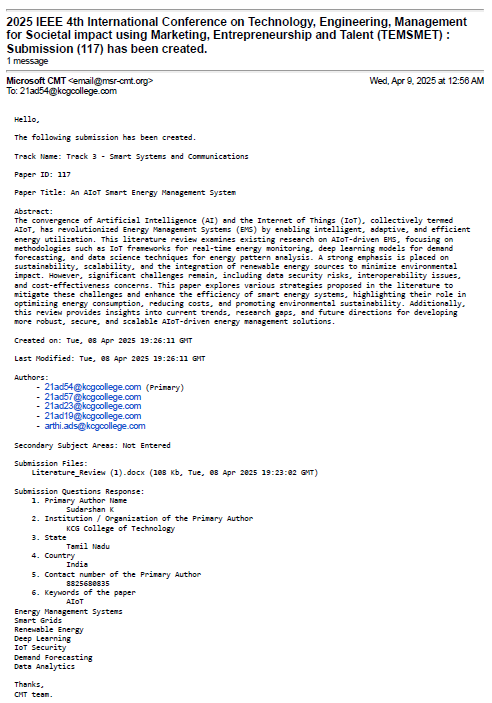 2025 IEEE 4th International Conference on Technology, Engineering, Management
for Societal impact using Marketing, Entrepreneurship and Talent (TEMSMET) :
Submission (117) has been created.
1 message
Microsoft CMT <email@msr-cmt.org> Wed, Apr 9, 2025 at 12:56 AM
To: 21ad54@kcgcollege.com
Hello,
The following submission has been created.
Track Name: Track 3 - Smart Systems and Communications
Paper ID: 117
Paper Title: An AIoT Smart Energy Management System
Abstract:
The convergence of Artificial Intelligence (AI) and the Internet of Things (IoT), collectively termed
AIoT, has revolutionized Energy Management Systems (EMS) by enabling intelligent, adaptive, and efficient
energy utilization. This literature review examines existing research on AIoT-driven EMS, focusing on
methodologies such as IoT frameworks for real-time energy monitoring, deep learning models for demand
forecasting, and data science techniques for energy pattern analysis. A strong emphasis is placed on
sustainability, scalability, and the integration of renewable energy sources to minimize environmental
impact. However, significant challenges remain, including data security risks, interoperability issues,
and cost-effectiveness concerns. This paper explores various strategies proposed in the literature to
mitigate these challenges and enhance the efficiency of smart energy systems, highlighting their role in
optimizing energy consumption, reducing costs, and promoting environmental sustainability. Additionally,
this review provides insights into current trends, research gaps, and future directions for developing
more robust, secure, and scalable AIoT-driven energy management solutions.
Created on: Tue, 08 Apr 2025 19:26:11 GMT
Last Modified: Tue, 08 Apr 2025 19:26:11 GMT
Authors:
- 21ad54@kcgcollege.com (Primary)
- 21ad57@kcgcollege.com
- 21ad23@kcgcollege.com
- 21ad19@kcgcollege.com
- arthi.ads@kcgcollege.com
Secondary Subject Areas: Not Entered
Submission Files:
Literature_Review (1).docx (108 Kb, Tue, 08 Apr 2025 19:23:02 GMT)
Submission Questions Response:
1. Primary Author Name
Sudarshan K
2. Institution / Organization of the Primary Author
KCG College of Technology
3. State
Tamil Nadu
4. Country
India
5. Contact number of the Primary Author
8825680835
6. Keywords of the paper
AIoT
Energy Management Systems
Smart Grids
Renewable Energy
Deep Learning
IoT Security
Demand Forecasting
Data Analytics
Thanks,
CMT team.